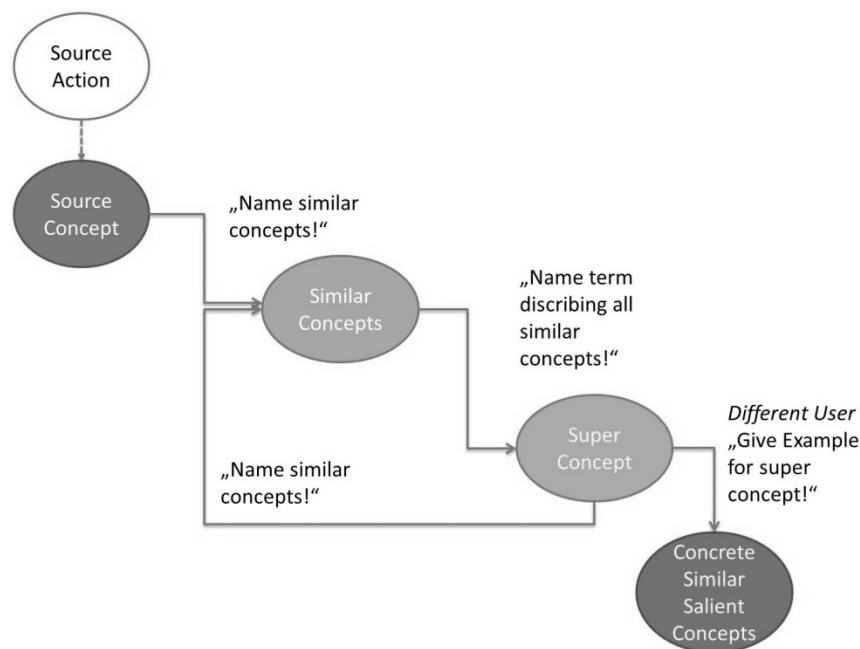 Source
Action
Source
Concept
„Name similar
concepts!“
Similar
Concepts
„Name term
discribing all
similar
concepts!“
Super
Concept
Different User
„Give Example
for super
concept!“
„Name similar
concepts!“
Concrete
Similar
Salient
Concepts